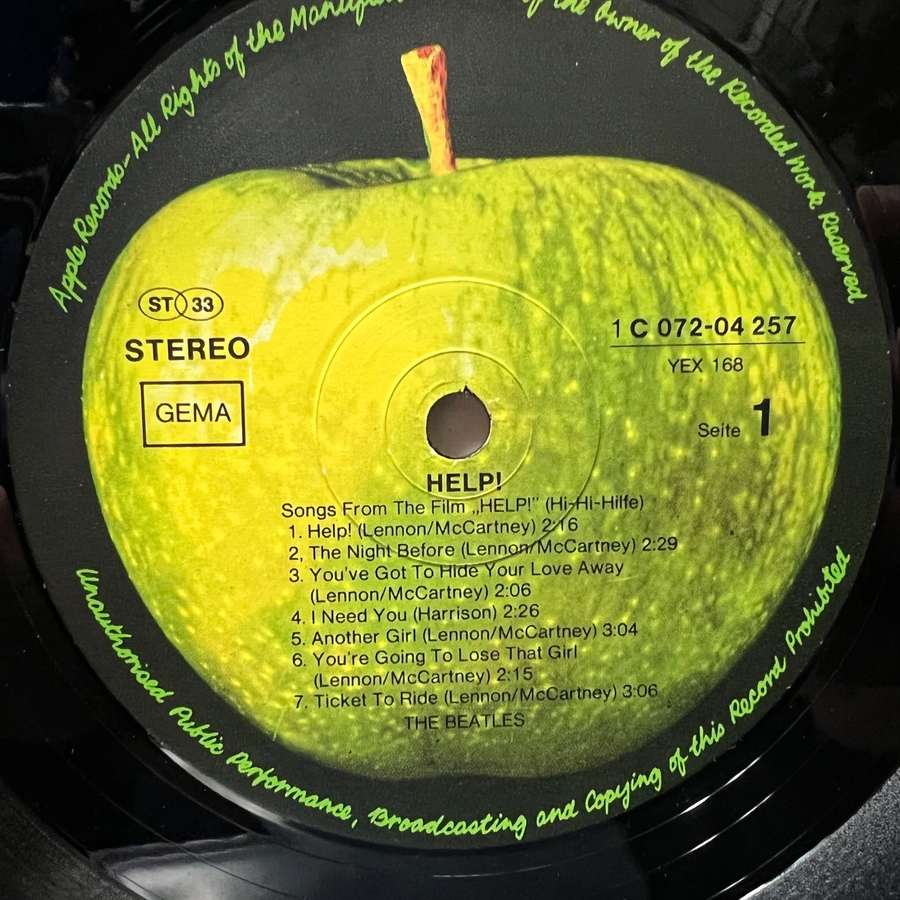 Apple Records-All Rights of the Manufac of the Owner of the Recorded Work Reserved
ST 33
STEREO
GEMA
1 C 072-04 257
YEX 168
Seite 1
HELP!
Songs From The Film „HELP!" (Hi-Hi-Hilfe)
1. Help! (Lennon/McCartney) 2:16
2, The Night Before (Lennon/McCartney) 2:29
3. You've Got To Hide Your Love Away
(Lennon/McCartney) 2:06
4. I Need You (Harrison) 2:26
5. Another Girl (Lennon/McCartney) 3:04
6. You're Going To Lose That Girl
(Lennon/McCartney) 2:15
7. Ticket To Ride (Lennon/McCartney) 3:06
THE BEATLES
Unauthorised Public Performance, Broadcasting and Copying of this Record Prohibited